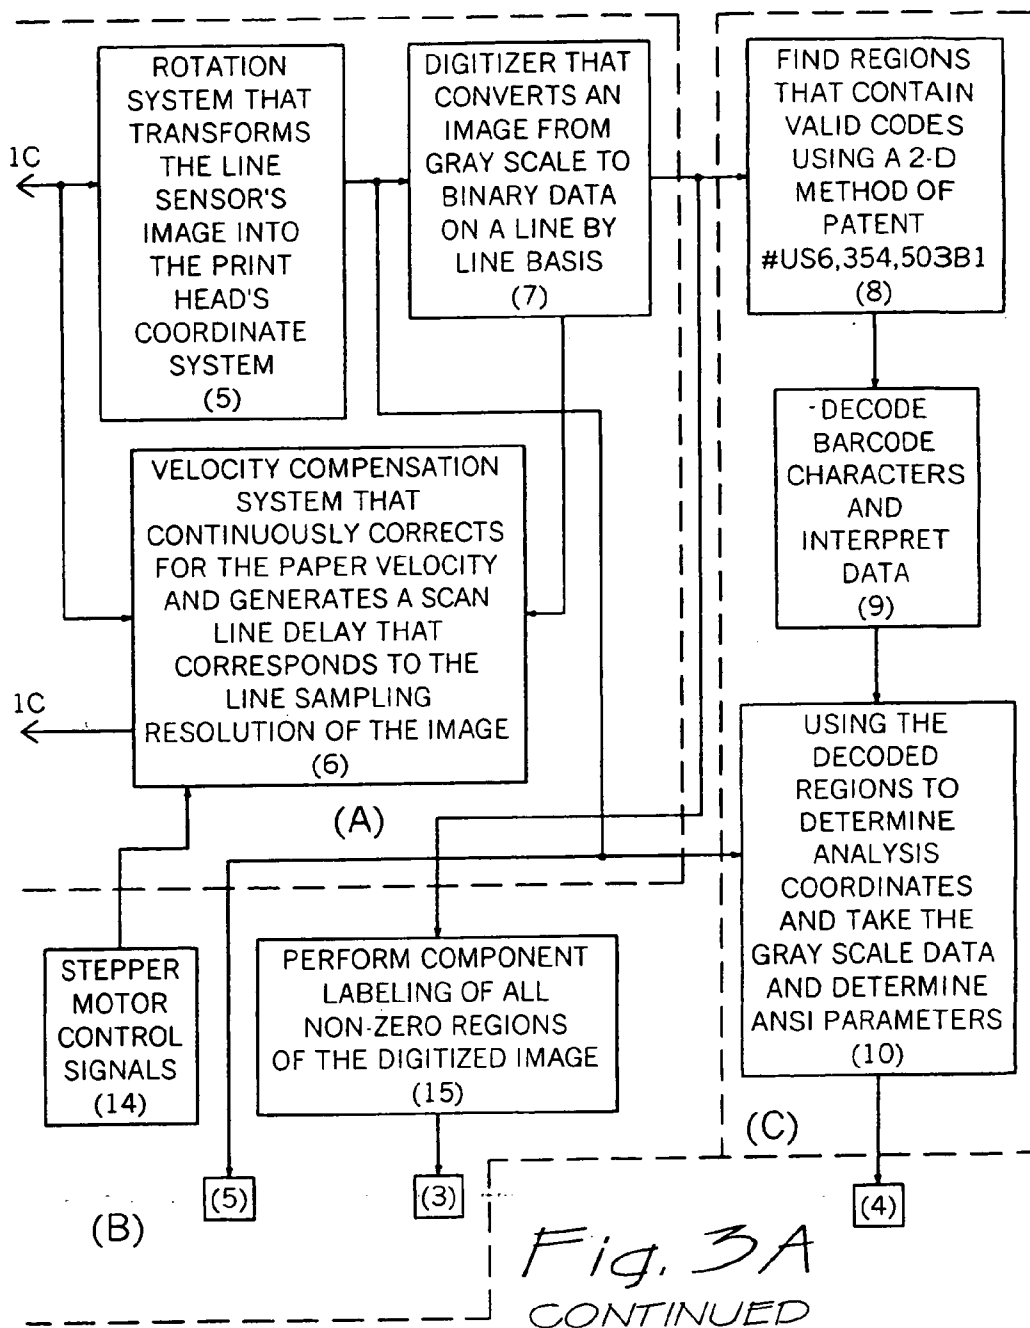 1C
ROTATION
SYSTEM THAT
TRANSFORMS
THE LINE
SENSOR'S
IMAGE INTO
THE PRINT
HEAD'S
COORDINATE
SYSTEM
(5)
DIGITIZER THAT
CONVERTS AN
IMAGE FROM
GRAY SCALE TO
BINARY DATA
ON A LINE BY
LINE BASIS
(7)
FIND REGIONS
THAT CONTAIN
VALID CODES
USING A 2-D
METHOD OF
PATENT
#US6,354,503B1
(8)
DECODE
BARCODE
CHARACTERS
AND
INTERPRET
DATA
(9)
VELOCITY COMPENSATION
SYSTEM THAT
CONTINUOUSLY CORRECTS
FOR THE PAPER VELOCITY
AND GENERATES A SCAN
LINE DELAY THAT
CORRESPONDS TO THE
LINE SAMPLING
RESOLUTION OF THE IMAGE
(6)
1C
(A)
USING THE
DECODED
REGIONS TO
DETERMINE
ANALYSIS
COORDINATES
AND TAKE THE
GRAY SCALE DATA
AND DETERMINE
ANSI PARAMETERS
(10)
STEPPER
MOTOR
CONTROL
SIGNALS
(14)
PERFORM COMPONENT
LABELING OF ALL
NON-ZERO REGIONS
OF THE DIGITIZED IMAGE
(15)
(C)
(B)
(5)
(3)
(4)
Fig. 3A
CONTINUED